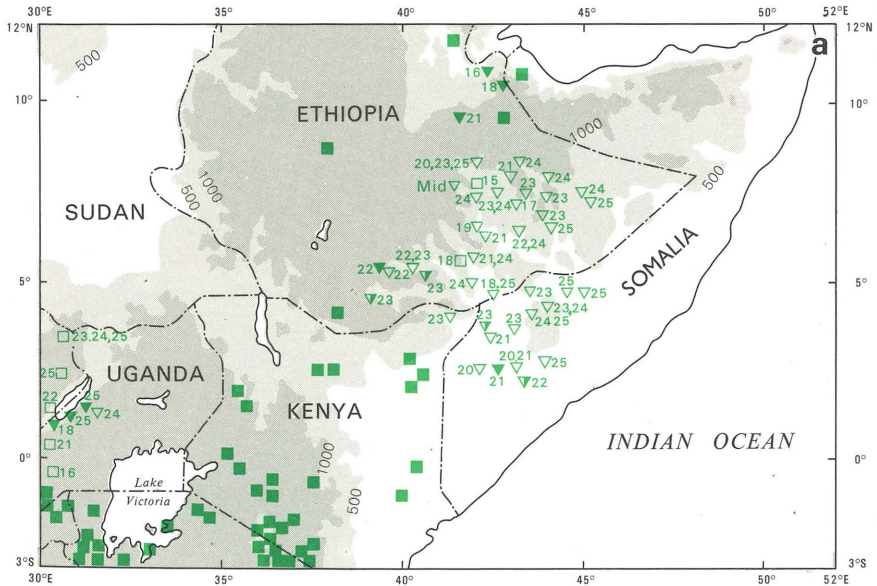 30°E 35° 40° 45° 50° 52°E
12°N 12°N
a
500
16
18
10° ETHIOPIA 21 10°
1000
20,23,25 21 24
Mid 15 23 24 24
1000 24 23,24 17 23 25
500 500
SUDAN 23
19 21 22,24 25
18 21,24
22 22 22,23 SOMALIA
5° 23 24 18,25 25 5°
23 23 25
23 23 23 23,24
24 25
23,24,25 21
20 20,21 25
25 UGANDA 21 22
22 25
25 24 KENYA
18
21 INDIAN OCEAN
0° 16 1000 0°
Lake
Victoria 500
3°S 3°S
30°E 35° 40° 45° 50° 52°E